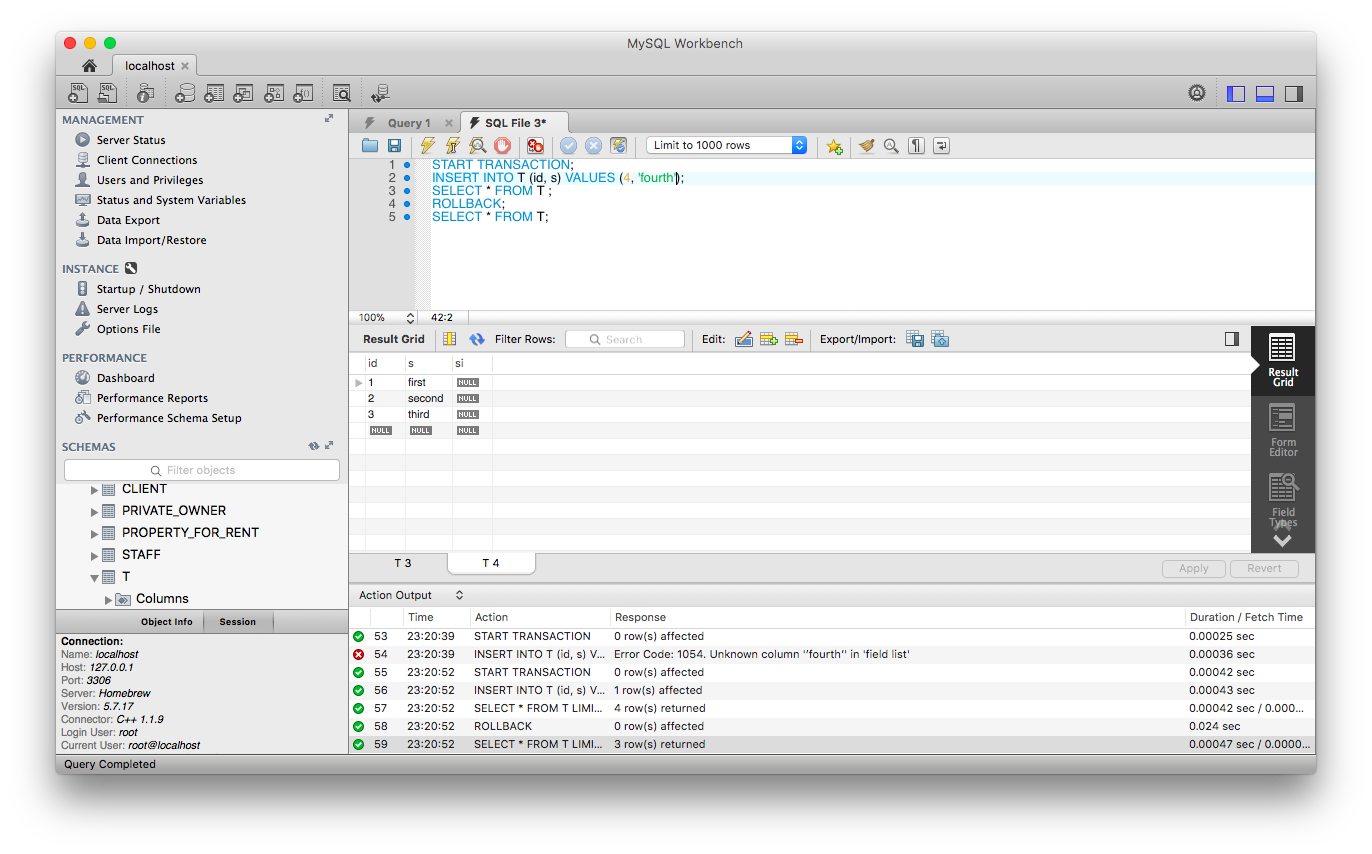 MySQL Workbench
localhost
MANAGEMENT
Server Status
Client Connections
Users and Privileges
Status and System Variables
Data Export
Data Import/Restore
INSTANCE
Startup / Shutdown
Server Logs
Options File
PERFORMANCE
Dashboard
Performance Reports
Performance Schema Setup
SCHEMAS
Filter objects
CLIENT
PRIVATE_OWNER
PROPERTY_FOR_RENT
STAFF
T
Columns
Object Info Session
Connection:
Name: localhost
Host: 127.0.0.1
Port: 3306
Server: Homebrew
Version: 5.7.17
Connector: C++ 1.1.9
Login User: root
Current User: root@localhost
Query 1 SQL File 3*
Limit to 1000 rows
1 START TRANSACTION;
2 INSERT INTO T (id, s) VALUES (4, 'fourth');
3 SELECT * FROM T ;
4 ROLLBACK;
5 SELECT * FROM T;
100% 42:2
Result Grid Filter Rows: Search Edit: Export/Import:
id s si
1 first NULL
2 second NULL
3 third NULL
NULL NULL NULL
Result
Grid
Form
Editor
Field
Types
T 3 T 4 Apply Revert
Action Output
Time Action Response Duration / Fetch Time
53 23:20:39 START TRANSACTION 0 row(s) affected 0.00025 sec
54 23:20:39 INSERT INTO T (id, s) V... Error Code: 1054. Unknown column '‘fourth‘' in 'field list' 0.00036 sec
55 23:20:52 START TRANSACTION 0 row(s) affected 0.00042 sec
56 23:20:52 INSERT INTO T (id, s) V... 1 row(s) affected 0.00043 sec
57 23:20:52 SELECT * FROM T LIMI... 4 row(s) returned 0.00042 sec / 0.000...
58 23:20:52 ROLLBACK 0 row(s) affected 0.024 sec
59 23:20:52 SELECT * FROM T LIMI... 3 row(s) returned 0.00047 sec / 0.0000...
Query Completed